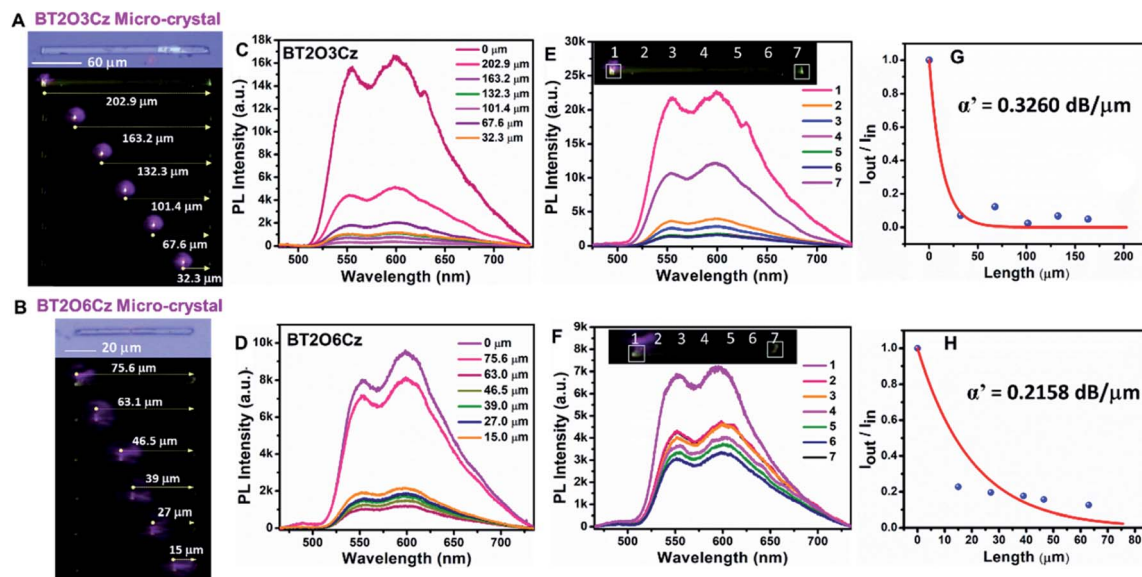 A BT2O3Cz Micro-crystal
60 µm
202.9 µm
163.2 µm
132.3 µm
101.4 µm
67.6 µm
32.3 µm
B BT2O6Cz Micro-crystal
20 µm
75.6 µm
63.1 µm
46.5 µm
39 µm
27 µm
15 µm
C
BT2O3Cz
PL Intensity (a.u.)
18k
16k
14k
12k
10k
8k
6k
4k
2k
0
0 µm
202.9 µm
163.2 µm
132.3 µm
101.4 µm
67.6 µm
32.3 µm
500 550 600 650 700
Wavelength (nm)
D
BT2O6Cz
PL Intensity (a.u.)
10k
8k
6k
4k
2k
0
0 µm
75.6 µm
63.0 µm
46.5 µm
39.0 µm
27.0 µm
15.0 µm
500 550 600 650 700
Wavelength (nm)
E
1 2 3 4 5 6 7
PL Intensity (a.u.)
30k
25k
20k
15k
10k
5k
0
1
2
3
4
5
6
7
500 550 600 650 700
Wavelength (nm)
F
1 2 3 4 5 6 7
PL Intensity (a.u.)
9k
8k
7k
6k
5k
4k
3k
2k
1k
0
1
2
3
4
5
6
7
500 550 600 650 700
Wavelength (nm)
G
α' = 0.3260 dB/µm
Iout / Iin
1.0
0.8
0.6
0.4
0.2
0.0
0 50 100 150 200
Length (µm)
H
α' = 0.2158 dB/µm
Iout / Iin
1.0
0.8
0.6
0.4
0.2
0.0
0 10 20 30 40 50 60 70 80
Length (µm)